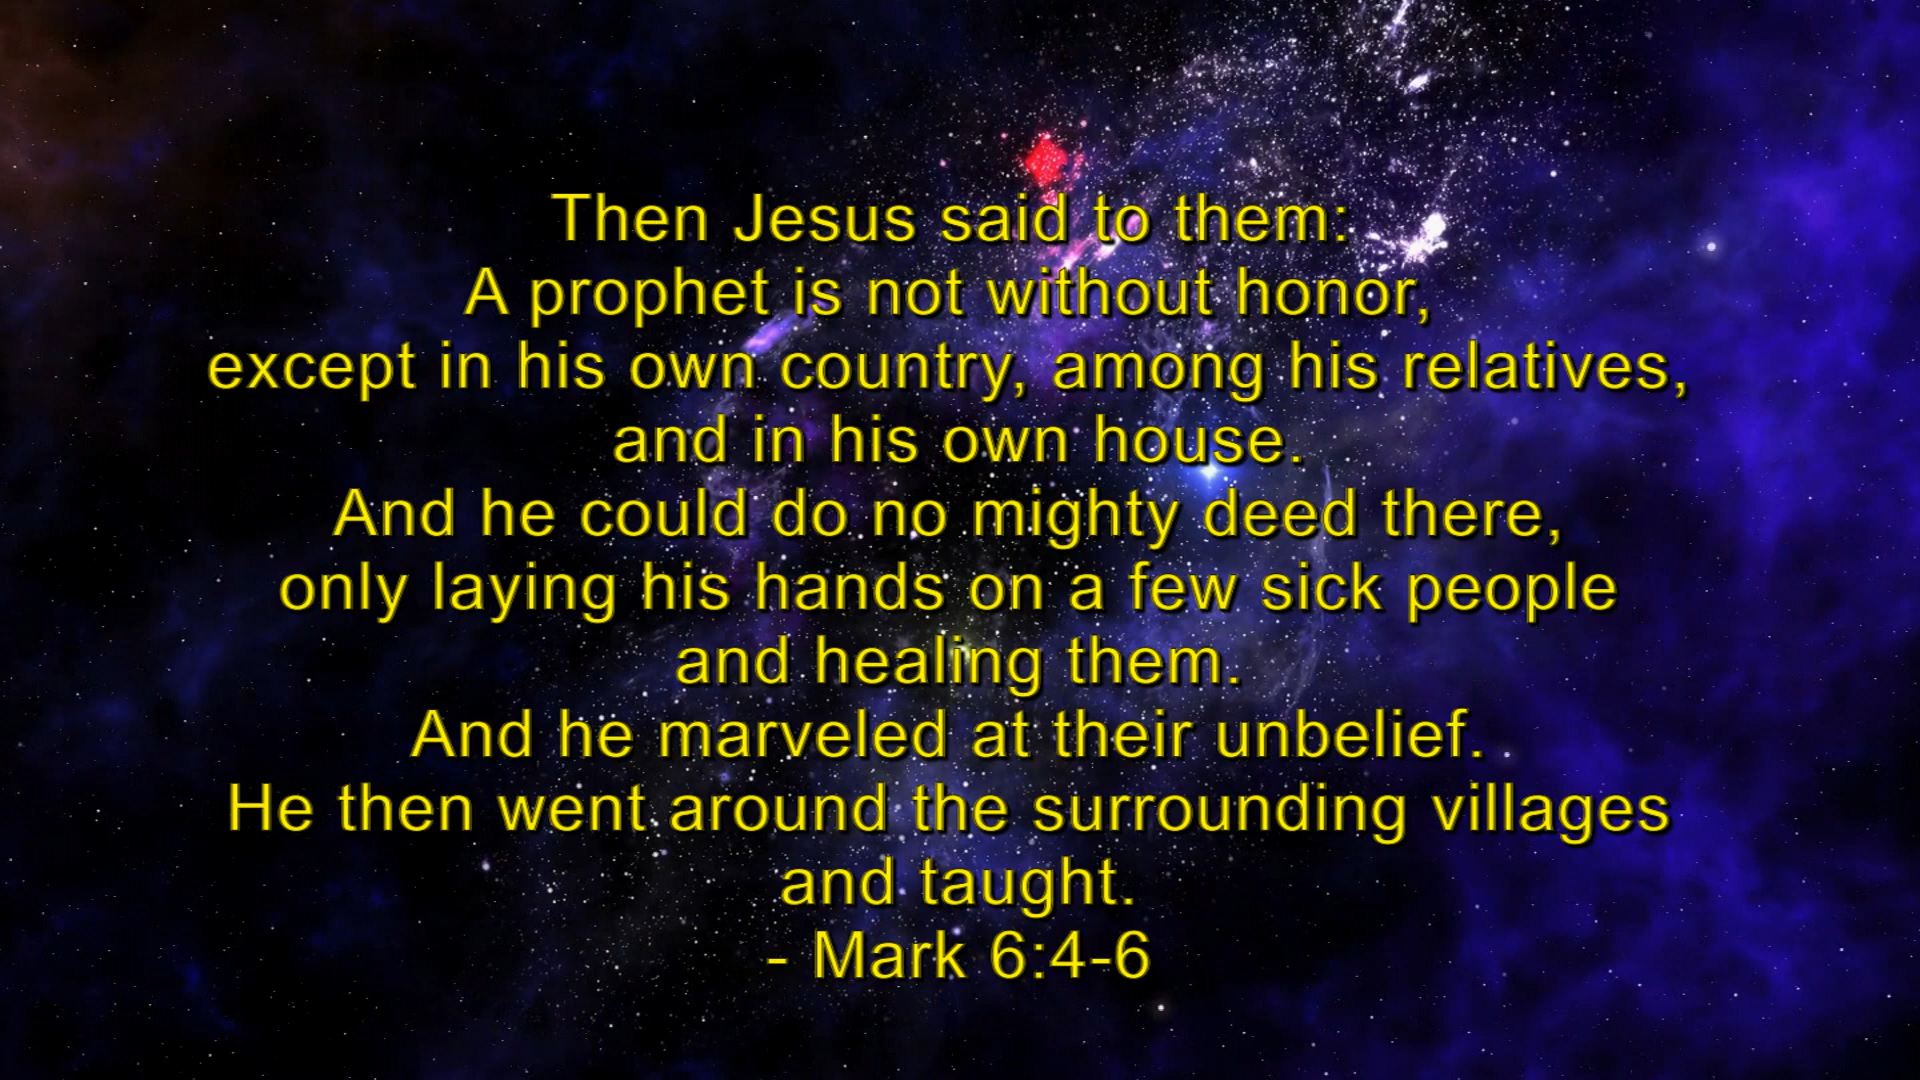 Then Jesus said to them:
A prophet is not without honor,
except in his own country, among his relatives,
and in his own house.
And he could do no mighty deed there,
only laying his hands on a few sick people
and healing them.
And he marveled at their unbelief.
He then went around the surrounding villages
and taught.
- Mark 6:4-6